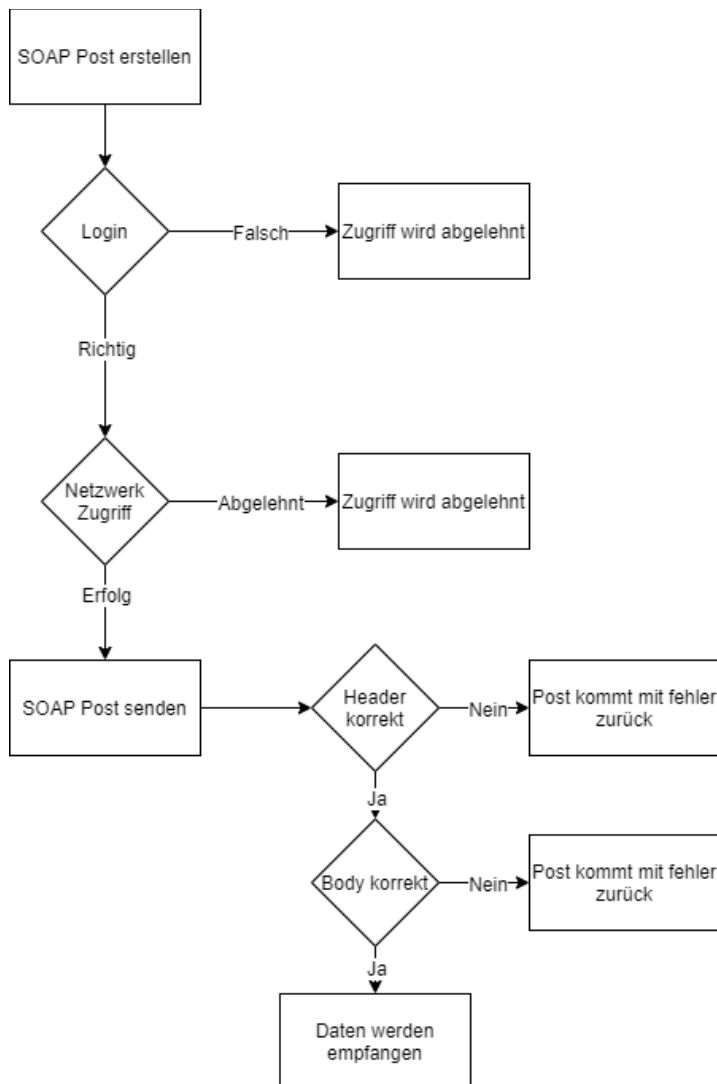 SOAP Post erstellen
Login
Falsch
Zugriff wird abgelehnt
Richtig
Netzwerk
Zugriff
Abgelehnt
Zugriff wird abgelehnt
Erfolg
SOAP Post senden
Header
korrekt
Nein
Post kommt mit fehler
zurück
Ja
Body korrekt
Nein
Post kommt mit fehler
zurück
Ja
Daten werden
empfangen